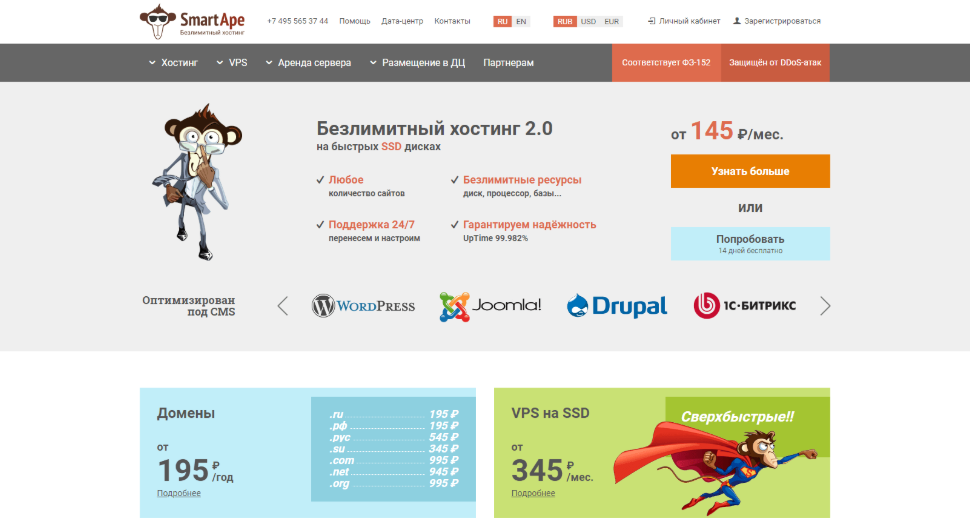 SmartApe
Безлимитный хостинг
+7 495 565 37 44 Помощь Дата-центр Контакты RU EN RUB USD EUR Личный кабинет Зарегистрироваться
Хостинг VPS Аренда сервера Размещение в ДЦ Партнерам Соответствует ФЗ-152 Защищён от DDoS-атак
Безлимитный хостинг 2.0
на быстрых SSD дисках
Любое
количество сайтов
Безлимитные ресурсы
диск, процессор, базы...
Поддержка 24/7
перенесем и настроим
Гарантируем надёжность
UpTime 99.982%
от 145 ₽/мес.
Узнать больше
или
Попробовать
14 дней бесплатно
Оптимизирован
под CMS
WordPress Joomla! Drupal 1С·БИТРИКС
Домены
от
195 ₽/год
Подробнее
.ru 195 ₽
.рф 195 ₽
.рус 545 ₽
.su 345 ₽
.com 995 ₽
.net 945 ₽
.org 995 ₽
VPS на SSD
Сверхбыстрые!!
от
345 ₽/мес.
Подробнее